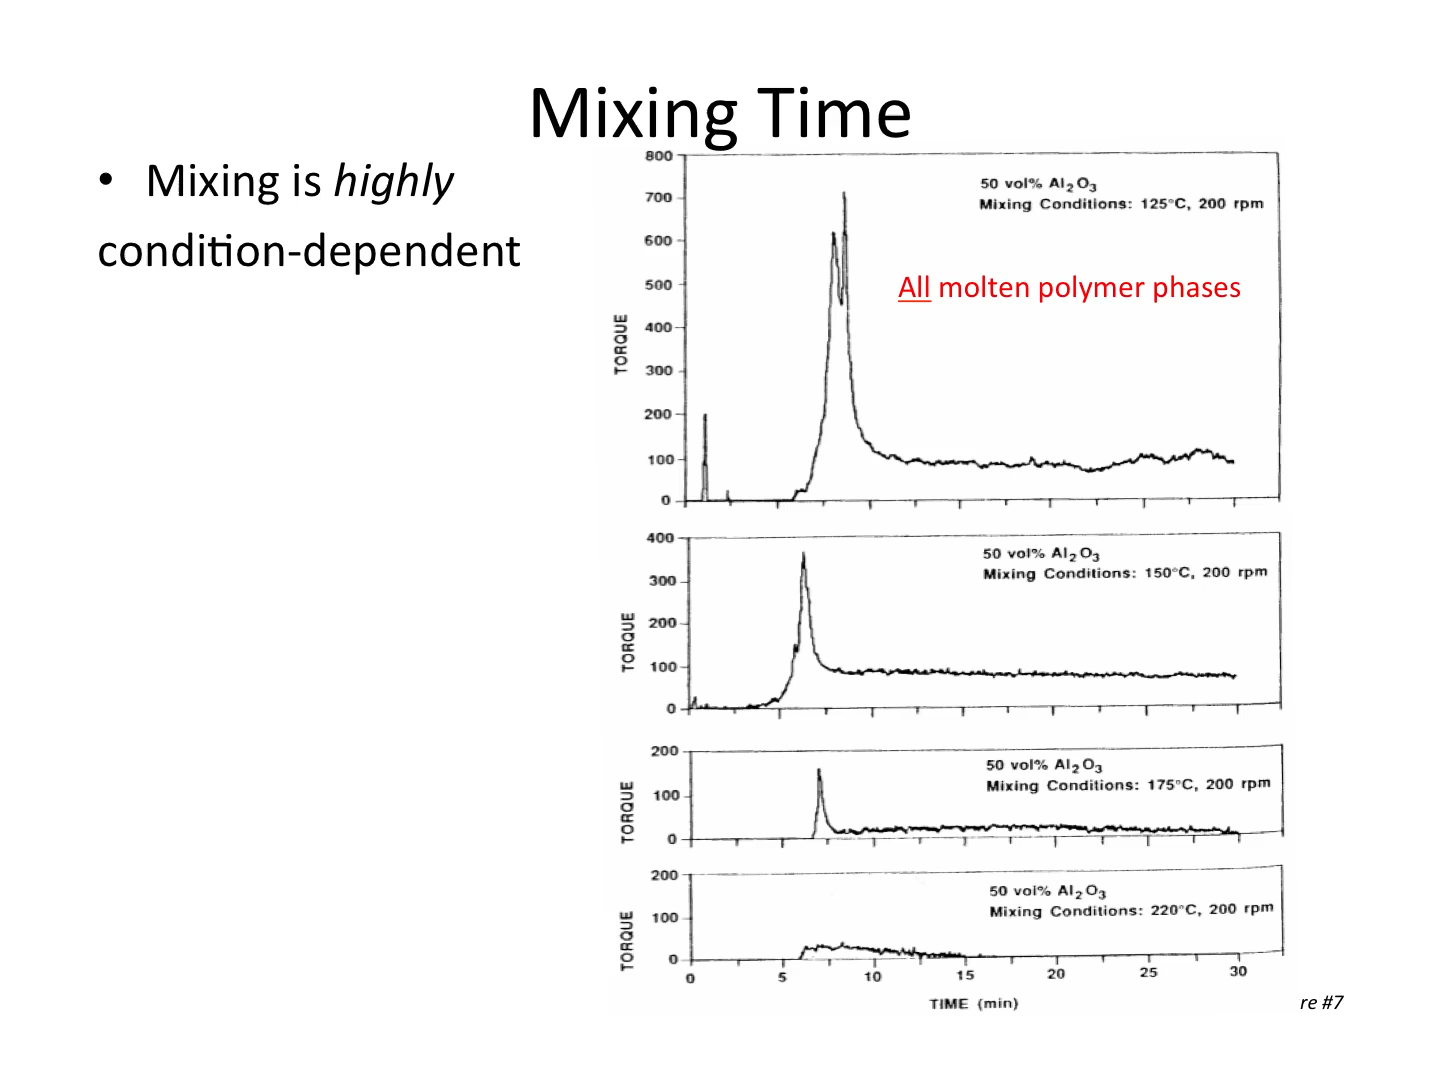 Mixing Time
• Mixing is highly
condition-dependent
800
700
600
500
400
300
200
100
0
TORQUE
50 vol% Al2O3
Mixing Conditions: 125°C, 200 rpm
All molten polymer phases
400
300
200
100
0
TORQUE
50 vol% Al2O3
Mixing Conditions: 150°C, 200 rpm
200
100
0
TORQUE
50 vol% Al2O3
Mixing Conditions: 175°C, 200 rpm
200
100
0
TORQUE
50 vol% Al2O3
Mixing Conditions: 220°C, 200 rpm
0 5 10 15 20 25 30
TIME (min)
re #7